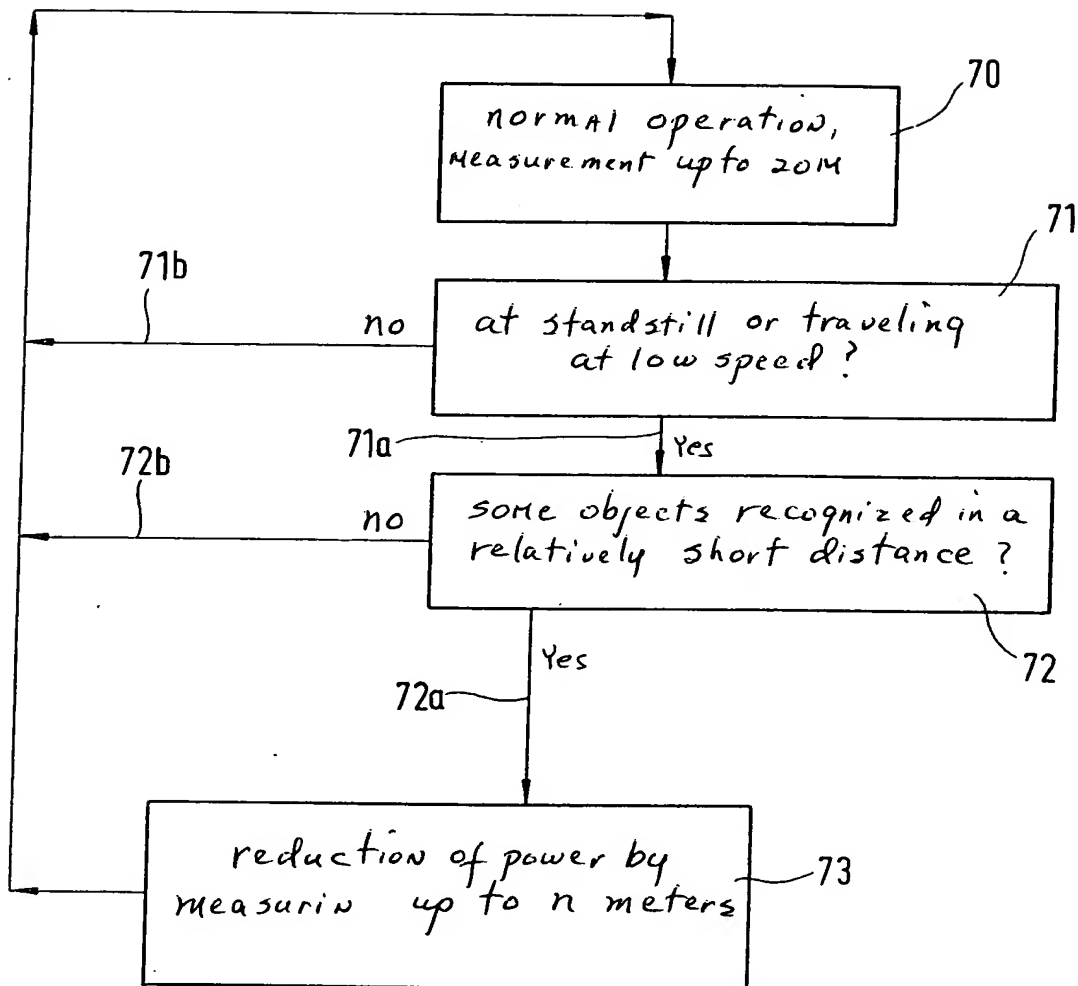 70
normal operation,
measurement up to 20M
71
71b
no
at standstill or traveling
at low speed?
71a
Yes
72b
no
some objects recognized in a
relatively short distance?
72
Yes
72a
reduction of power by
measurin up to n meters
73